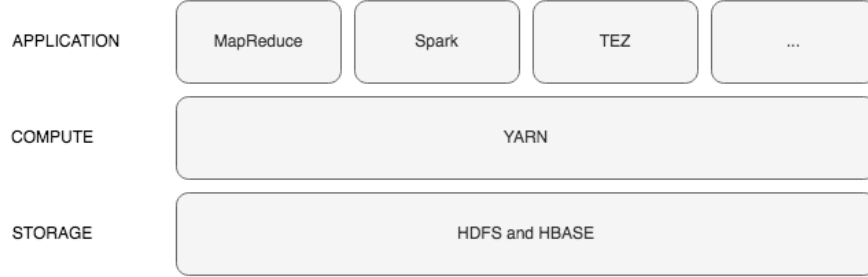 APPLICATION MapReduce Spark TEZ ...
COMPUTE YARN
STORAGE HDFS and HBASE